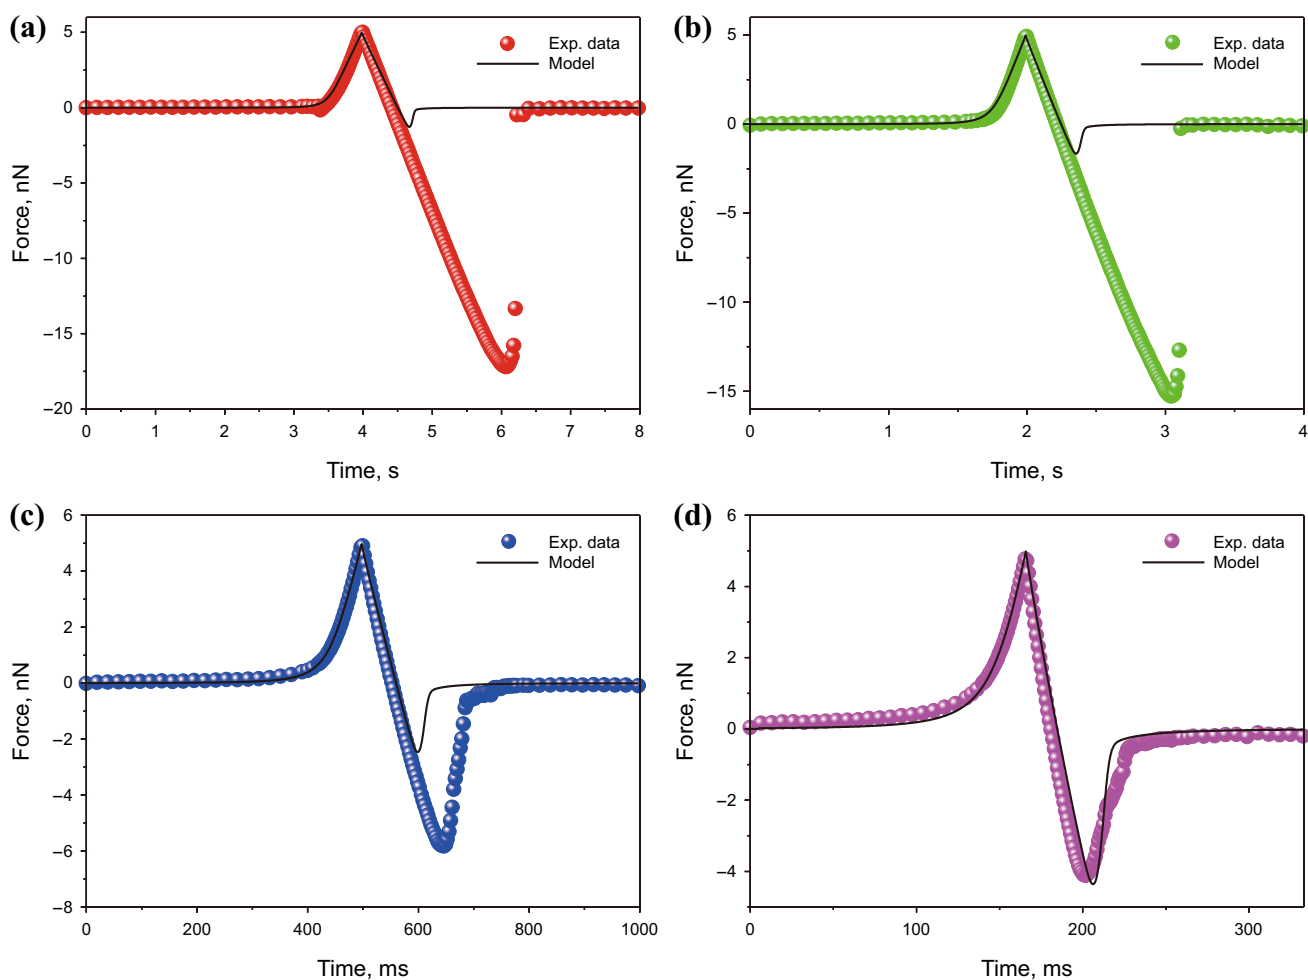 (a)
5
0
–5
–10
–15
–20
Force, nN
Exp. data
Model
0 1 2 3 4 5 6 7 8
Time, s
(b)
5
0
–5
–10
–15
Force, nN
Exp. data
Model
0 1 2 3 4
Time, s
(c)
6
4
2
0
–2
–4
–6
–8
Force, nN
Exp. data
Model
0 200 400 600 800 1000
Time, ms
(d)
6
4
2
0
–2
–4
Force, nN
Exp. data
Model
0 100 200 300
Time, ms